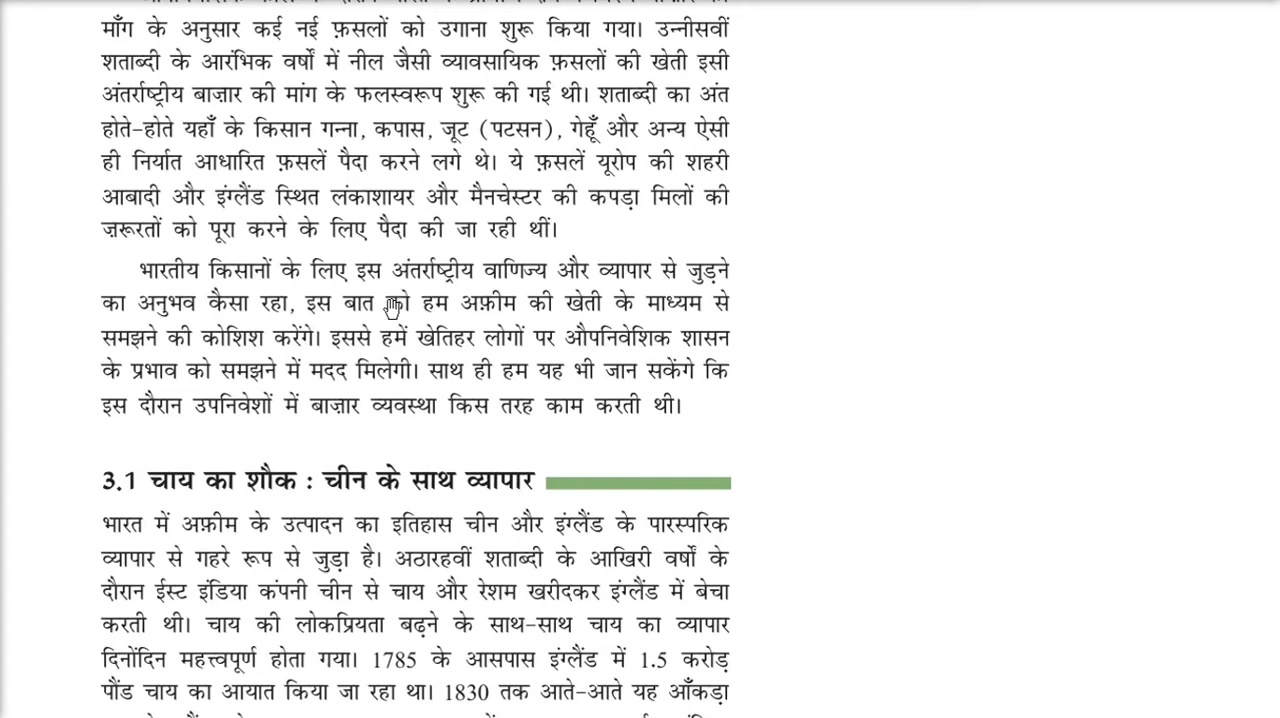 माँग के अनुसार कई नई फ़सलों को उगाना शुरू किया गया। उन्नीसवीं
शताब्दी के आरंभिक वर्षों में नील जैसी व्यावसायिक फ़सलों की खेती इसी
अंतर्राष्ट्रीय बाज़ार की मांग के फलस्वरूप शुरू की गई थी। शताब्दी का अंत
होते-होते यहाँ के किसान गन्ना, कपास, जूट (पटसन), गेहूँ और अन्य ऐसी
ही निर्यात आधारित फ़सलें पैदा करने लगे थे। ये फ़सलें यूरोप की शहरी
आबादी और इंग्लैंड स्थित लंकाशायर और मैनचेस्टर की कपड़ा मिलों की
ज़रूरतों को पूरा करने के लिए पैदा की जा रही थीं।
भारतीय किसानों के लिए इस अंतर्राष्ट्रीय वाणिज्य और व्यापार से जुड़ने
का अनुभव कैसा रहा, इस बात को हम अफ़ीम की खेती के माध्यम से
समझने की कोशिश करेंगे। इससे हमें खेतिहर लोगों पर औपनिवेशिक शासन
के प्रभाव को समझने में मदद मिलेगी। साथ ही हम यह भी जान सकेंगे कि
इस दौरान उपनिवेशों में बाज़ार व्यवस्था किस तरह काम करती थी।
3.1 चाय का शौक : चीन के साथ व्यापार
भारत में अफ़ीम के उत्पादन का इतिहास चीन और इंग्लैंड के पारस्परिक
व्यापार से गहरे रूप से जुड़ा है। अठारहवीं शताब्दी के आखिरी वर्षों के
दौरान ईस्ट इंडिया कंपनी चीन से चाय और रेशम खरीदकर इंग्लैंड में बेचा
करती थी। चाय की लोकप्रियता बढ़ने के साथ-साथ चाय का व्यापार
दिनोंदिन महत्त्वपूर्ण होता गया। 1785 के आसपास इंग्लैंड में 1.5 करोड़
पौंड चाय का आयात किया जा रहा था। 1830 तक आते-आते यह आँकड़ा